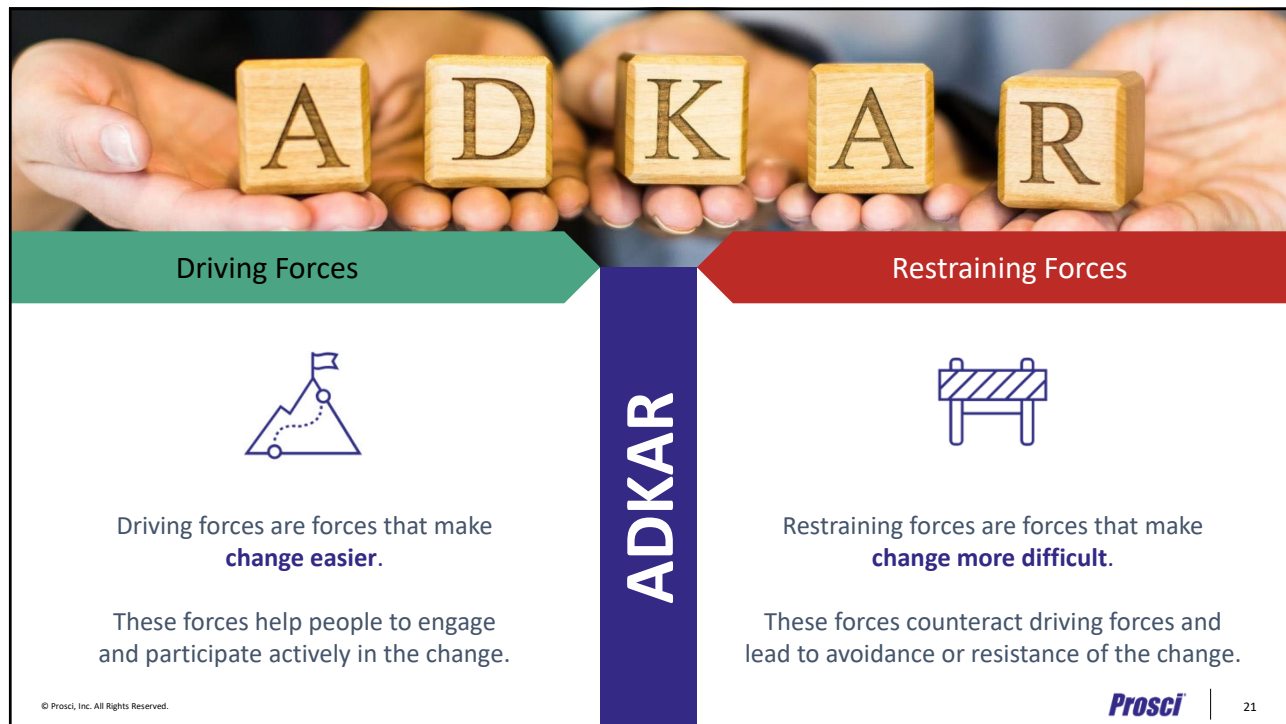 A D K A R
Driving Forces
Restraining Forces
ADKAR
Driving forces are forces that make
change easier.
These forces help people to engage
and participate actively in the change.
Restraining forces are forces that make
change more difficult.
These forces counteract driving forces and
lead to avoidance or resistance of the change.
© Prosci, Inc. All Rights Reserved.
Prosci
21